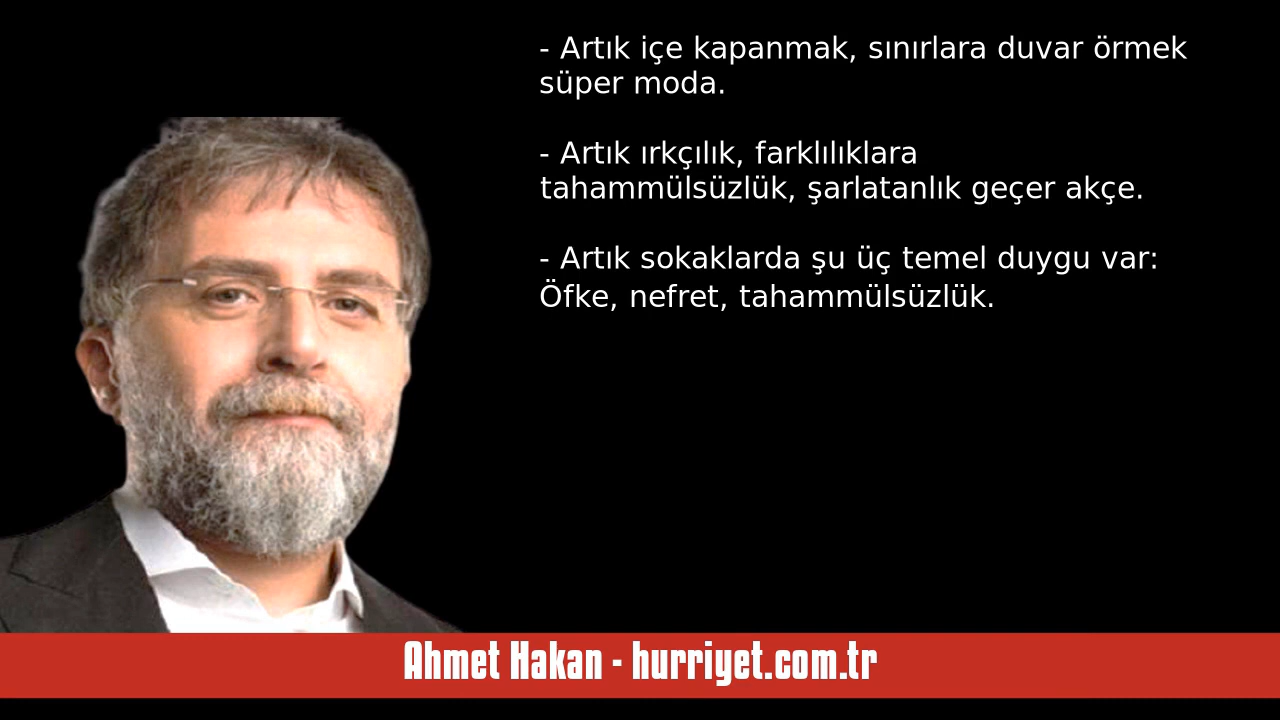 - Artık içe kapanmak, sınırlara duvar örmek
süper moda.
- Artık ırkçılık, farklılıklara
tahammülsüzlük, şarlatanlık geçer akçe.
- Artık sokaklarda şu üç temel duygu var:
Öfke, nefret, tahammülsüzlük.
Ahmet Hakan - hurriyet.com.tr